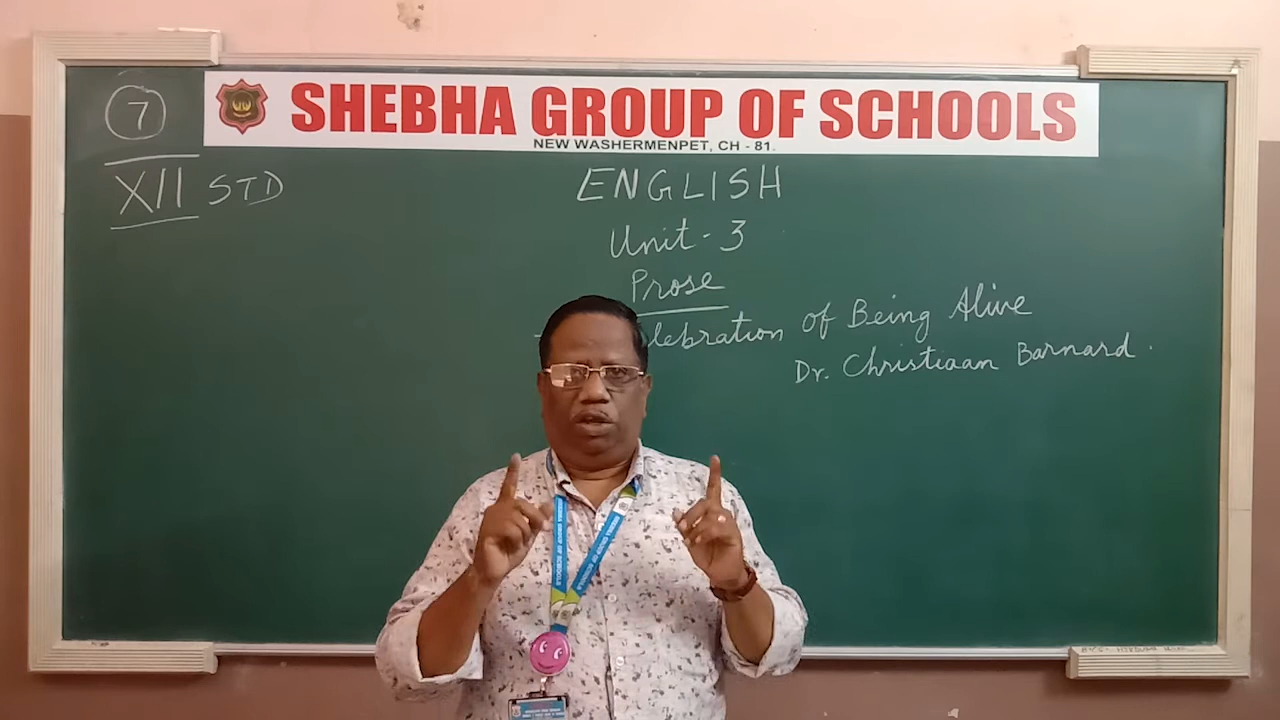 7
SHEBHA GROUP OF SCHOOLS
NEW WASHERMENPET, CH - 81.
XII STD
ENGLISH
Unit - 3
Prose
lebration of Being Alive
Dr. Christiaan Barnard.